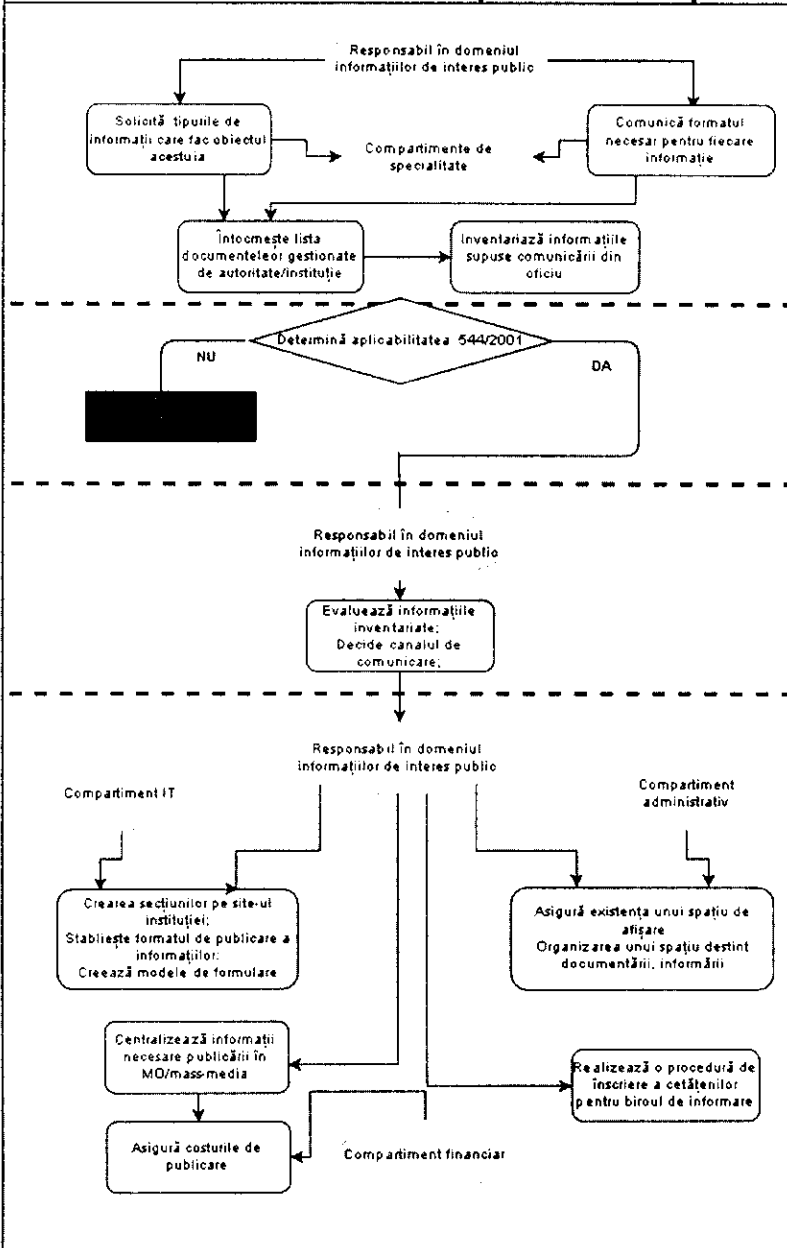 Responsabil în domeniul
informațiilor de interes public
Solicită tipurile de
informații care fac obiectul
acestuia
Compartimente de
specialitate
Comunică formatul
necesar pentru fiecare
informație
Întocmește lista
documenteleor gestionate
de autoritate/instituție
Inventariază informațiile
supuse comunicării din
oficiu
Determină aplicabilitatea 544/2001
NU
DA
Responsabil în domeniul
informațiilor de interes public
Evaluează informațiile
inventariate;
Decide canalul de
comunicare;
Responsabil în domeniul
informațiilor de interes public
Compartiment IT
Compartiment
administrativ
Crearea secțiunilor pe site-ul
instituției;
Stabliește formatul de publicare a
informațiilor;
Creează modele de formulare
Asigură existența unui spațiu de
afișare
Organizarea unui spațiu destint
documentării, informării
Centralizează informații
necesare publicării în
MO/mass-media
Realizează o procedură de
înscriere a cetățenilor
pentru biroul de informare
Asigură costurile de
publicare
Compartiment financiar